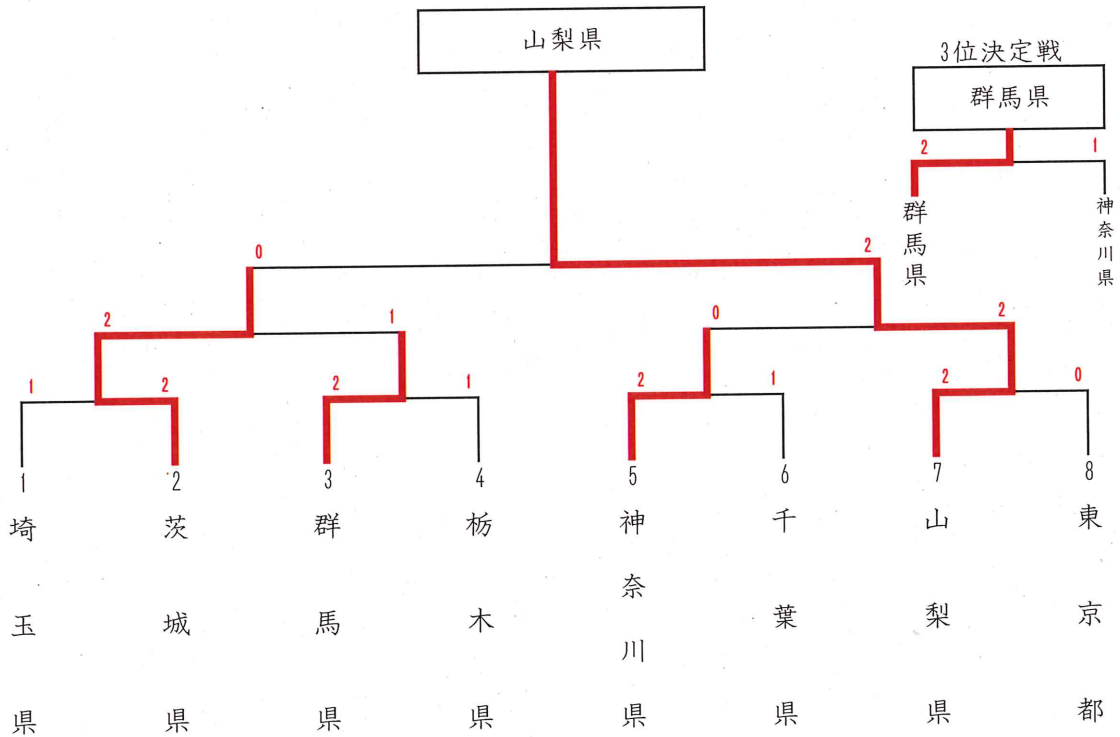 山梨県
3位決定戦
群馬県
2 1
群馬県 神奈川県
0 2
2 1 0 2
1 2 2 1 2 1 2 0
1 2 3 4 5 6 7 8
埼玉県
茨城県
群馬県
栃木県
神奈川県
千葉県
山梨県
東京都